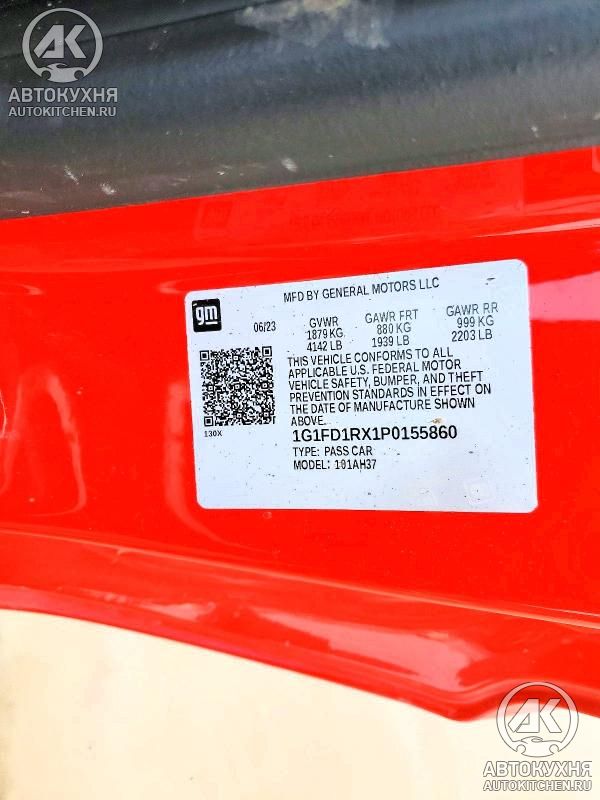 AK
АВТОКУХНЯ
AUTOKITCHEN.RU
MFD BY GENERAL MOTORS LLC
gm
06/23
GVWR GAWR FRT GAWR RR
1879 KG 880 KG 999 KG
4142 LB 1939 LB 2203 LB
THIS VEHICLE CONFORMS TO ALL
APPLICABLE U.S. FEDERAL MOTOR
VEHICLE SAFETY, BUMPER, AND THEFT
PREVENTION STANDARDS IN EFFECT ON
THE DATE OF MANUFACTURE SHOWN
ABOVE.
130X
1G1FD1RX1P0155860
TYPE: PASS CAR
MODEL: 101AH37
AK
АВТОКУХНЯ
AUTOKITCHEN.RU